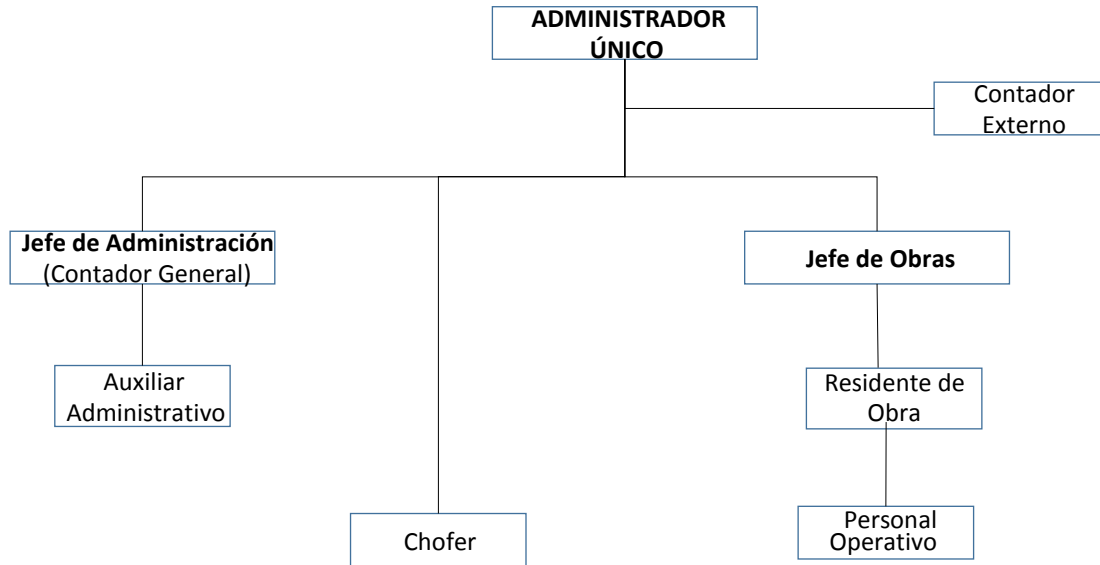 ADMINISTRADOR
ÚNICO
Contador
Externo
Jefe de Administración
(Contador General)
Jefe de Obras
Auxiliar
Administrativo
Residente de
Obra
Chofer
Personal
Operativo